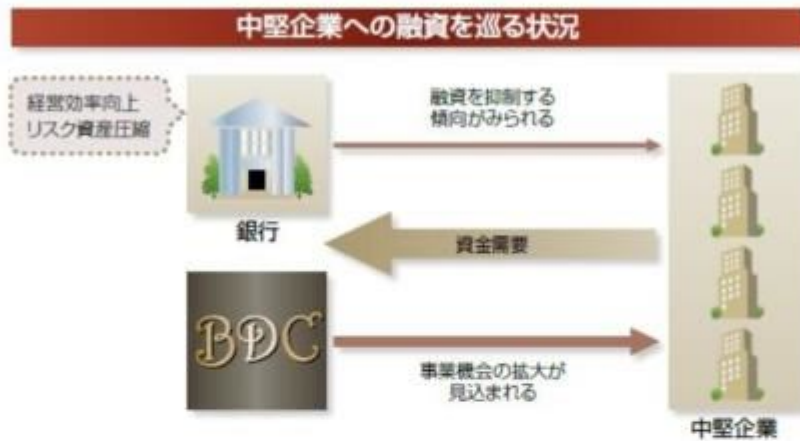 中堅企業への融資を巡る状況
経営効率向上
リスク資産圧縮
融資を抑制する
傾向がみられる
銀行
資金需要
BDC
事業機会の拡大が
見込まれる
中堅企業